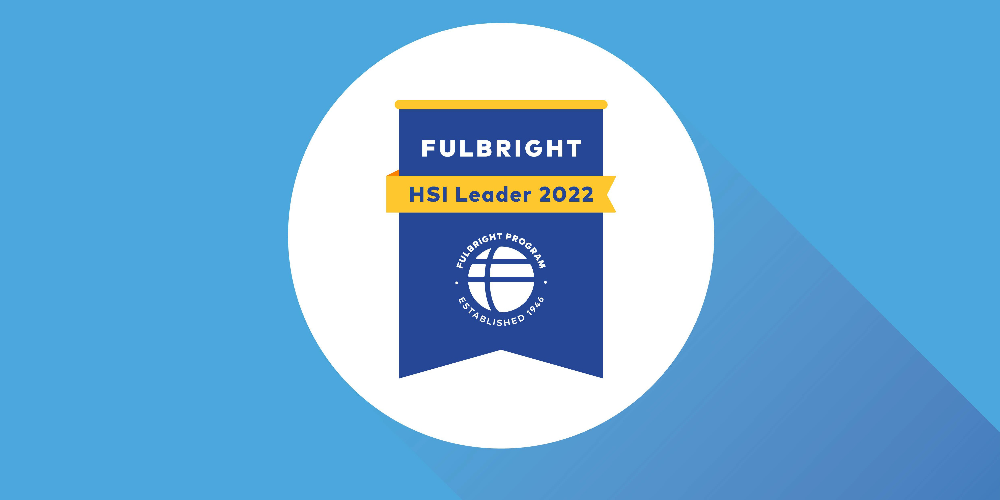 FULBRIGHT
HSI Leader 2022
FULBRIGHT PROGRAM
ESTABLISHED 1946